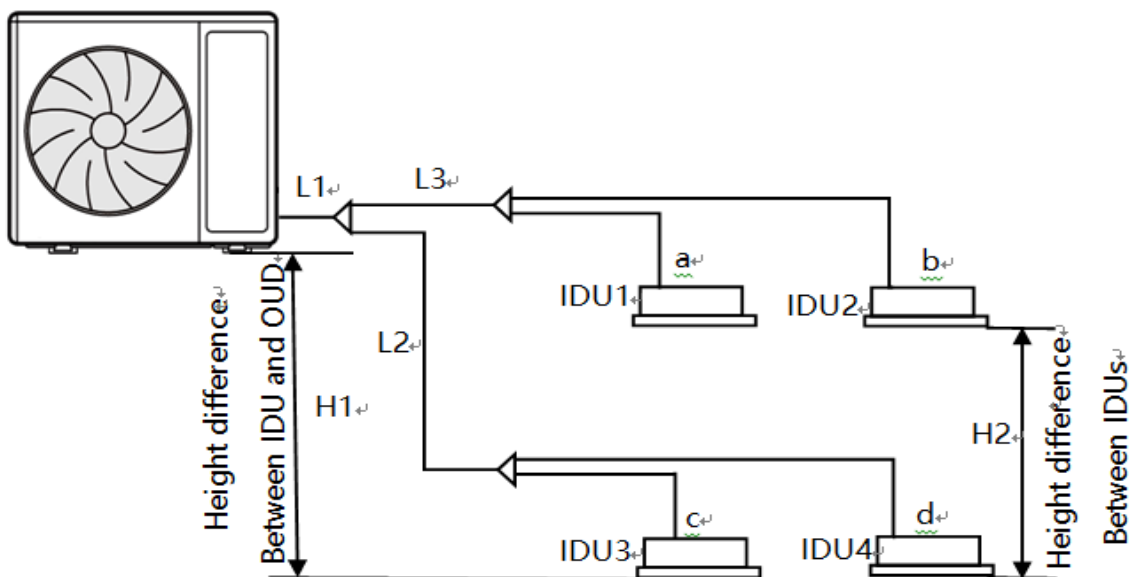 L1↵
L3↵
a↵
b↵
IDU1↵
IDU2↵
Height difference↵
Between IDU and OUD↵
L2↵
H1↵
H2↵
Height difference↵
Between IDUs↵
c↵
d↵
IDU3↵
IDU4↵